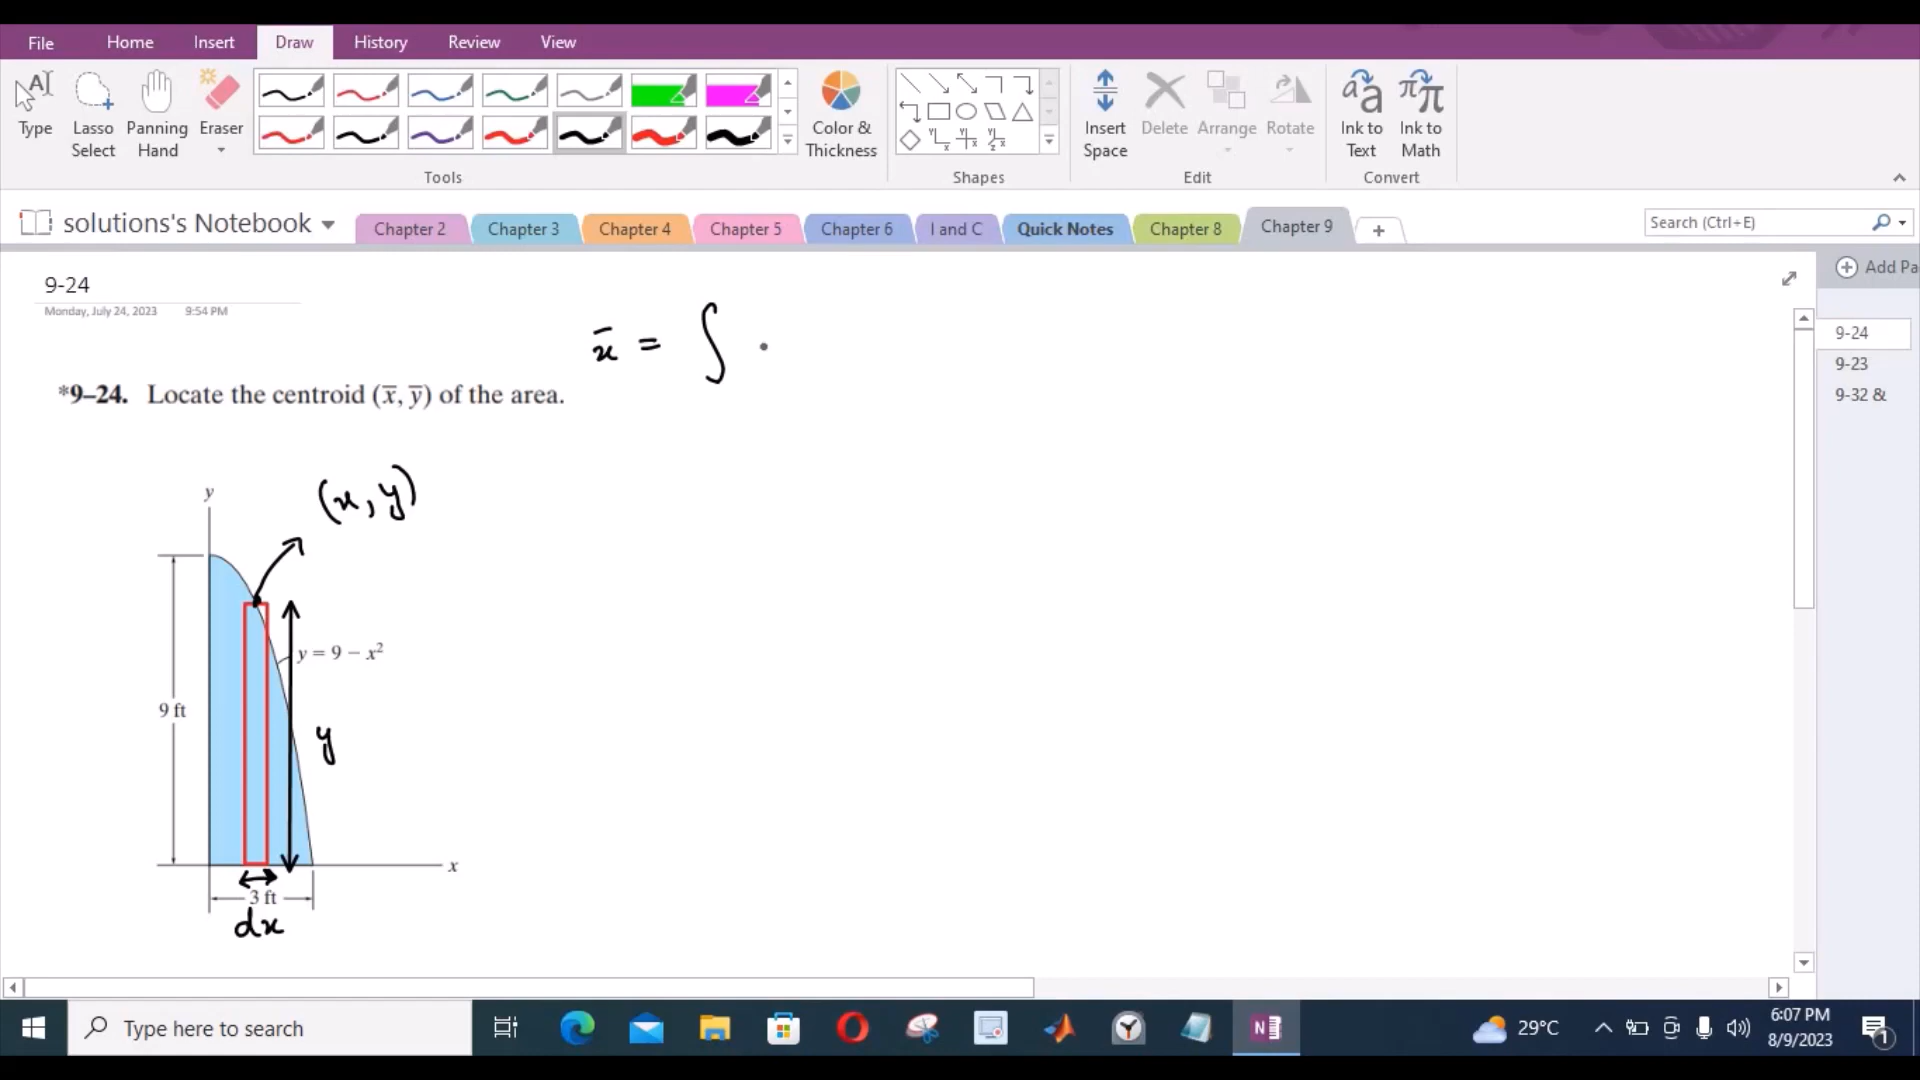 File Home Insert Draw History Review View
Type
Lasso Select
Panning Hand
Eraser
Color & Thickness
Insert Space
Delete
Arrange
Rotate
Ink to Text
Ink to Math
Tools Shapes Edit Convert
solutions's Notebook Chapter 2 Chapter 3 Chapter 4 Chapter 5 Chapter 6 I and C Quick Notes Chapter 8 Chapter 9 + Search (Ctrl+E)
Add Pa
9-24
Monday, July 24, 2023 9:54 PM
9-24
9-23
9-32 &
x̄ = ∫
*9–24. Locate the centroid (x̄, ȳ) of the area.
(x, y)
y
y = 9 − x²
9 ft
y
x
3 ft
dx
Type here to search
29°C
6:07 PM
8/9/2023
1